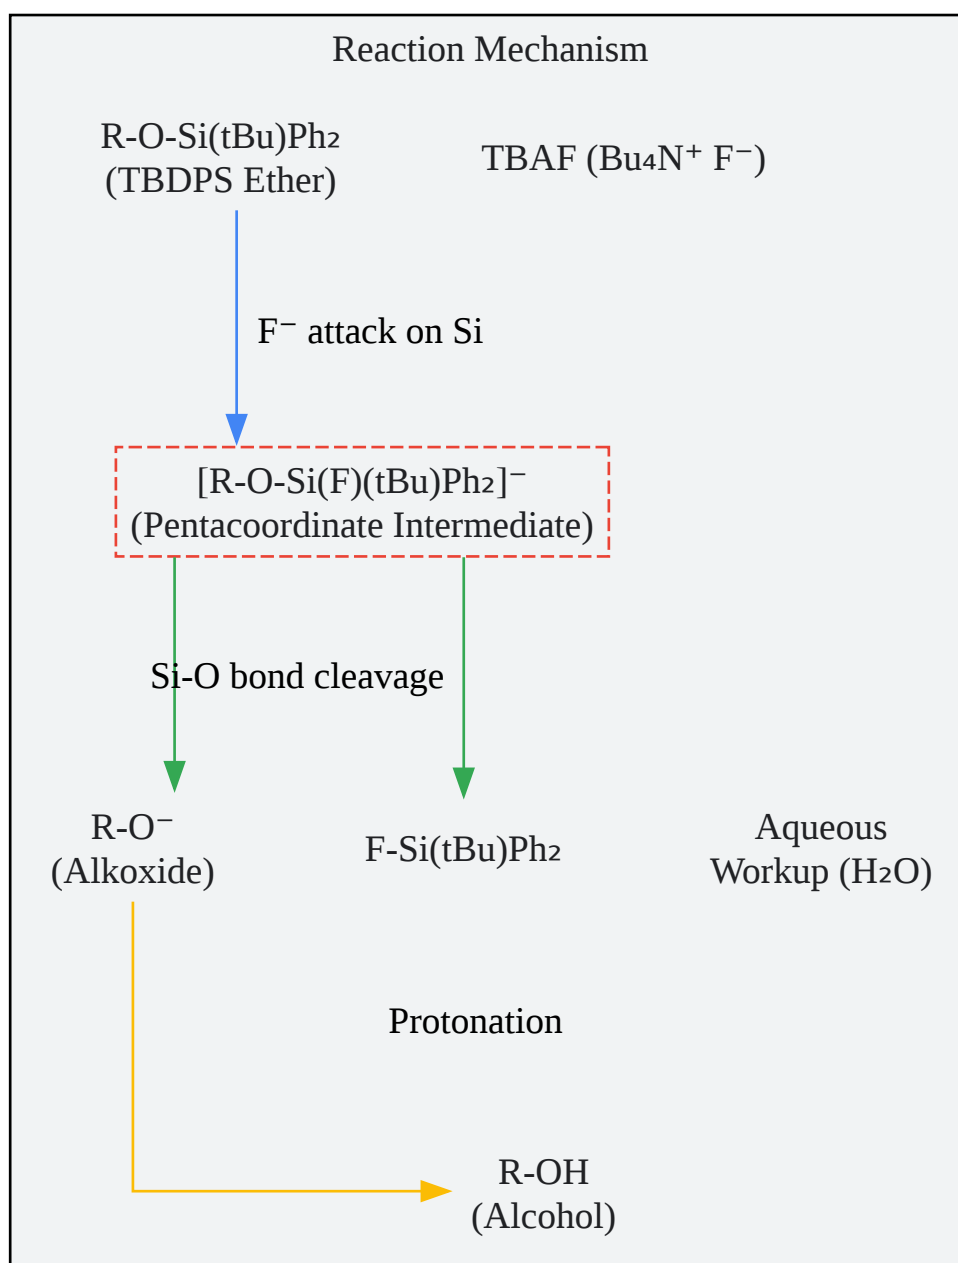 Reaction Mechanism
R-O-Si(tBu)Ph₂
(TBDPS Ether)
TBAF (Bu₄N⁺ F⁻)
F⁻ attack on Si
[R-O-Si(F)(tBu)Ph₂]⁻
(Pentacoordinate Intermediate)
Si-O bond cleavage
R-O⁻
(Alkoxide)
F-Si(tBu)Ph₂
Aqueous
Workup (H₂O)
Protonation
R-OH
(Alcohol)